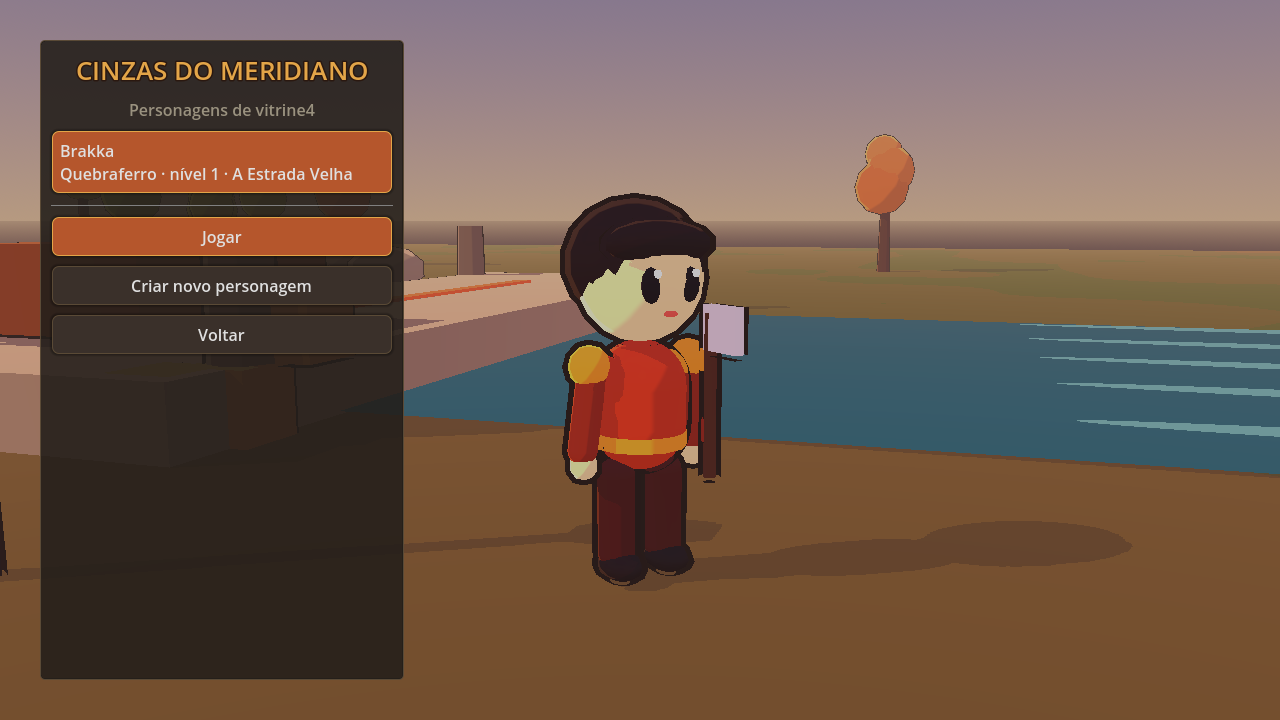 CINZAS DO MERIDIANO
Personagens de vitrine4
Brakka
Quebraferro · nível 1 · A Estrada Velha
Jogar
Criar novo personagem
Voltar